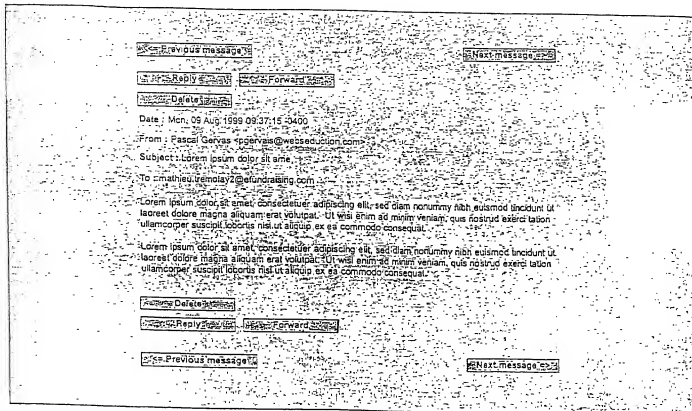 <= Previous message
Next message =>
Reply
Forward
Delete
Date : Mon, 09 Aug 1999 09:37:15 -0400
From : Pascal Gervas <pgervais@webseduction.com>
Subject : Lorem ipsum color sit ame
To : mathieu.tremolay2@efundraising.com
Lorem ipsum color sit amet, consectetuer adipiscing elit, sed diam nonummy nibh euismod tincidunt ut
laoreet dolore magna aliquam erat volutpat. Ut wisi enim ad minim veniam, quis nostrud exerci tation
ullamcorper suscipit lobortis nisl ut aliquip ex ea commodo consequat.
Lorem ipsum color sit amet, consectetuer adipiscing elit, sed diam nonummy nibh euismod tincidunt ut
laoreet dolore magna aliquam erat volutpat. Ut wisi enim ad minim veniam, quis nostrud exerci tation
ullamcorper suscipit lobortis nisl ut aliquip ex ea commodo consequat.
Delete
Reply
Forward
<= Previous message
Next message =>